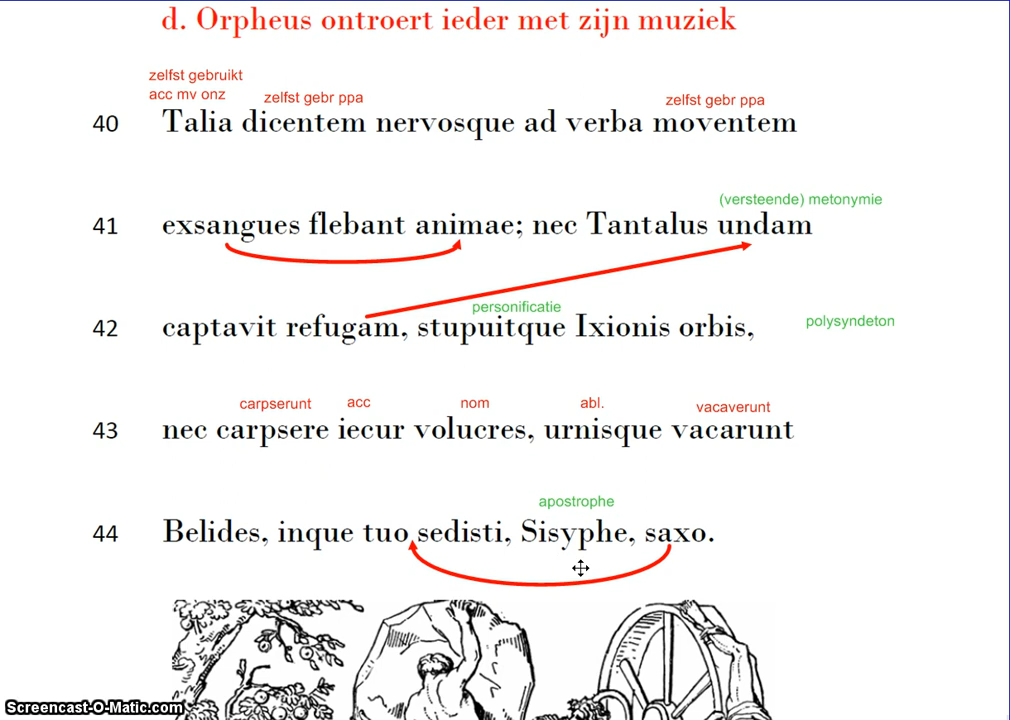 d. Orpheus ontroert ieder met zijn muziek
zelfst gebruikt
acc mv onz zelfst gebr ppa zelfst gebr ppa
40 Talia dicentem nervosque ad verba moventem
(versteende) metonymie
41 exsangues flebant animae; nec Tantalus undam
personificatie
42 captavit refugam, stupuitque Ixionis orbis, polysyndeton
carpserunt acc nom abl. vacaverunt
43 nec carpsere iecur volucres, urnisque vacarunt
apostrophe
44 Belides, inque tuo sedisti, Sisyphe, saxo.
Screencast-O-Matic.com